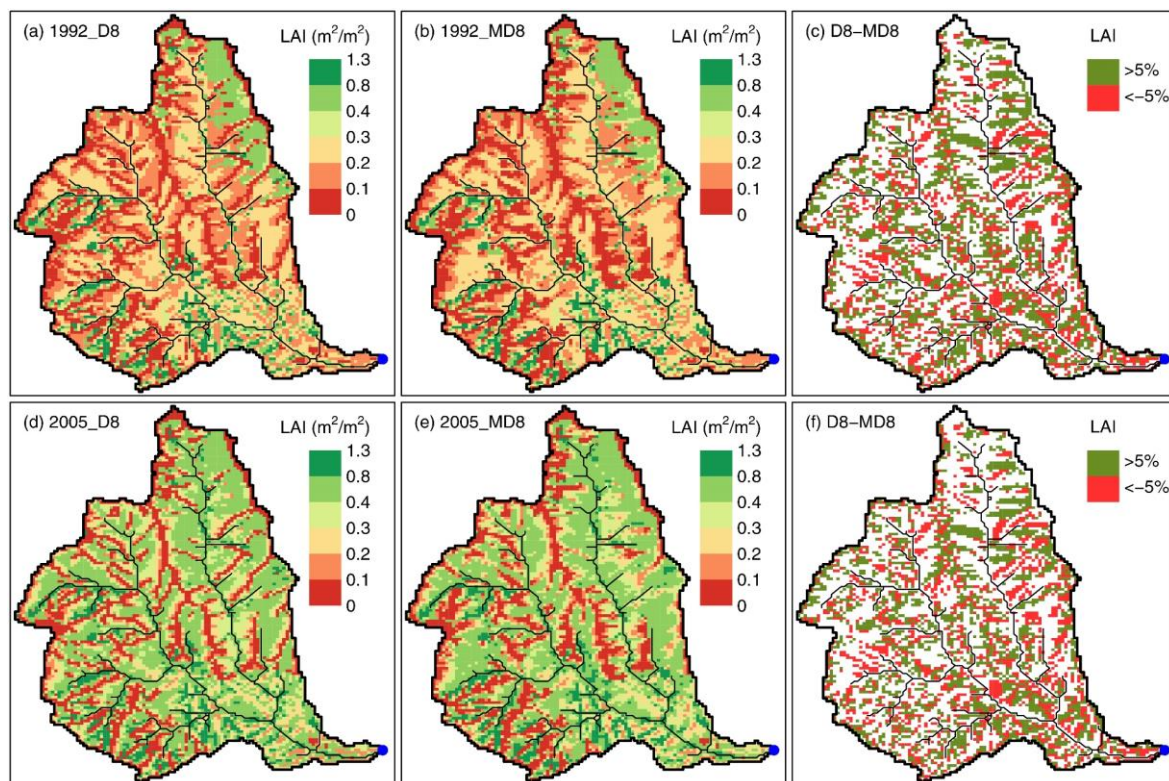 (a) 1992_D8
LAI (m²/m²)
1.3
0.8
0.4
0.3
0.2
0.1
0
(b) 1992_MD8
LAI (m²/m²)
1.3
0.8
0.4
0.3
0.2
0.1
0
(c) D8−MD8
LAI
>5%
<−5%
(d) 2005_D8
LAI (m²/m²)
1.3
0.8
0.4
0.3
0.2
0.1
0
(e) 2005_MD8
LAI (m²/m²)
1.3
0.8
0.4
0.3
0.2
0.1
0
(f) D8−MD8
LAI
>5%
<−5%